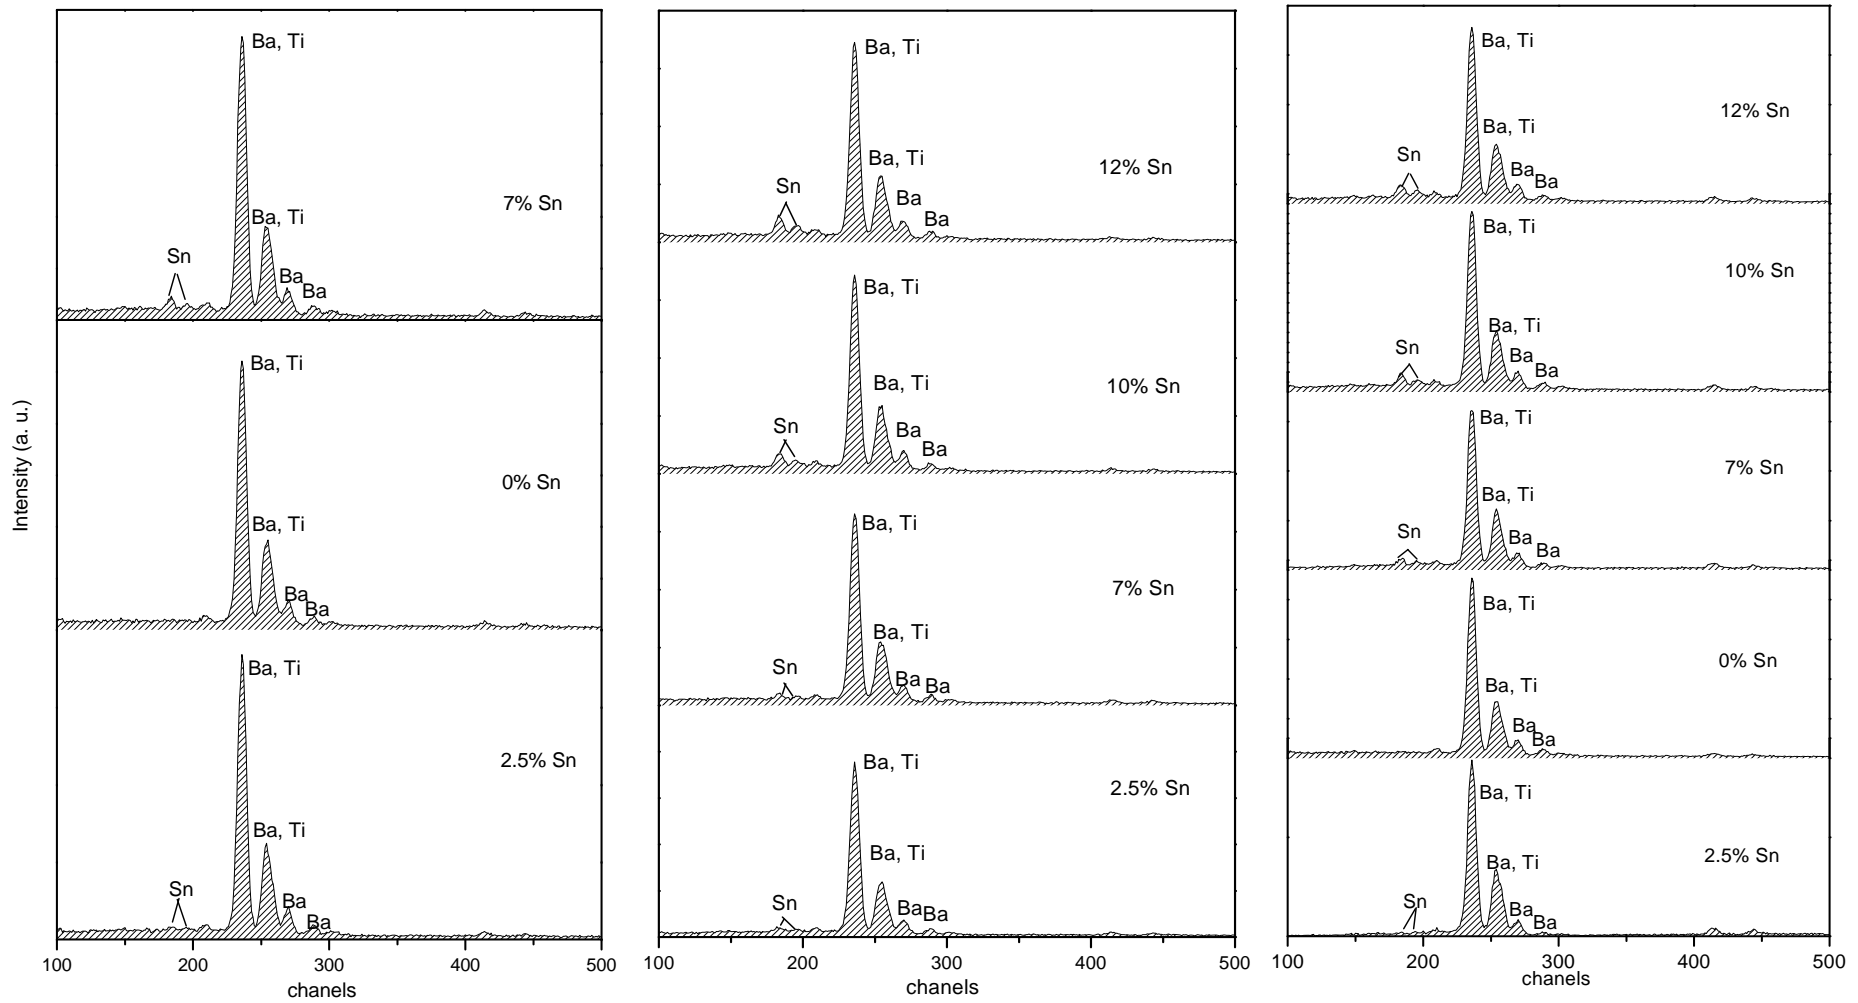 Intensity (a. u.)
Ba, Ti
7% Sn
Ba, Ti
Sn
Ba
Ba
Ba, Ti
0% Sn
Ba, Ti
Ba
Ba
Ba, Ti
2.5% Sn
Ba, Ti
Sn
Ba
Ba
100 200 300 400 500
chanels
Ba, Ti
12% Sn
Ba, Ti
Sn
Ba
Ba
Ba, Ti
10% Sn
Ba, Ti
Sn
Ba
Ba
Ba, Ti
7% Sn
Ba, Ti
Sn
Ba
Ba
Ba, Ti
2.5% Sn
Ba, Ti
Sn
Ba
Ba
100 200 300 400 500
chanels
Ba, Ti
12% Sn
Ba, Ti
Sn
Ba
Ba
Ba, Ti
10% Sn
Ba, Ti
Sn
Ba
Ba
Ba, Ti
7% Sn
Ba, Ti
Sn
Ba
Ba
Ba, Ti
0% Sn
Ba, Ti
Ba
Ba
Ba, Ti
2.5% Sn
Ba, Ti
Sn
Ba
Ba
100 200 300 400 500
chanels